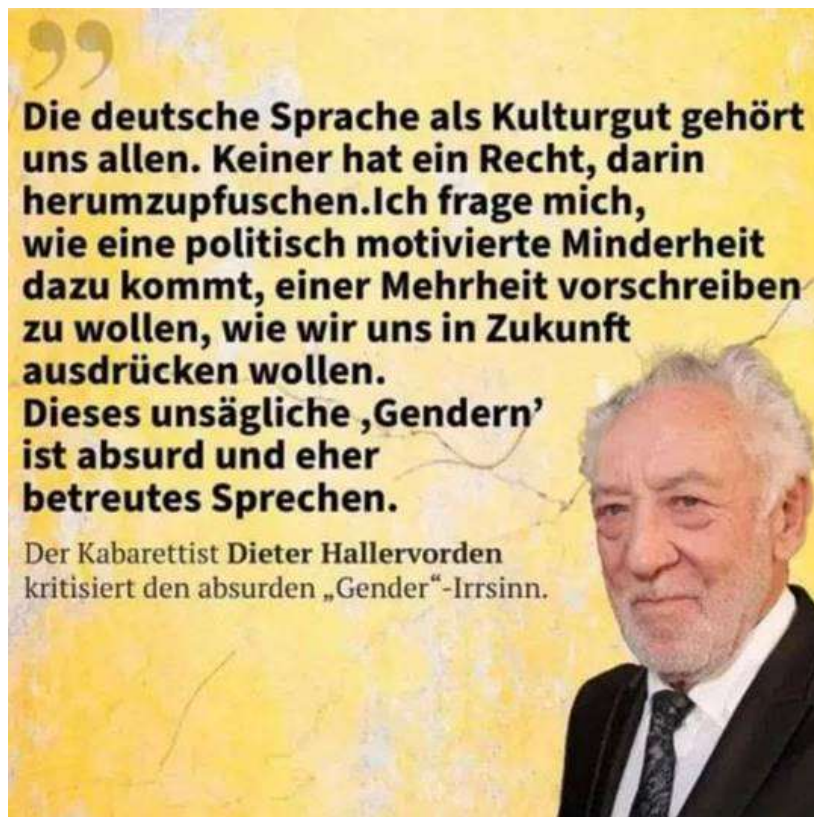 ”
Die deutsche Sprache als Kulturgut gehört
uns allen. Keiner hat ein Recht, darin
herumzupfuschen.Ich frage mich,
wie eine politisch motivierte Minderheit
dazu kommt, einer Mehrheit vorschreiben
zu wollen, wie wir uns in Zukunft
ausdrücken wollen.
Dieses unsägliche ‚Gendern’
ist absurd und eher
betreutes Sprechen.
Der Kabarettist Dieter Hallervorden
kritisiert den absurden „Gender“-Irrsinn.